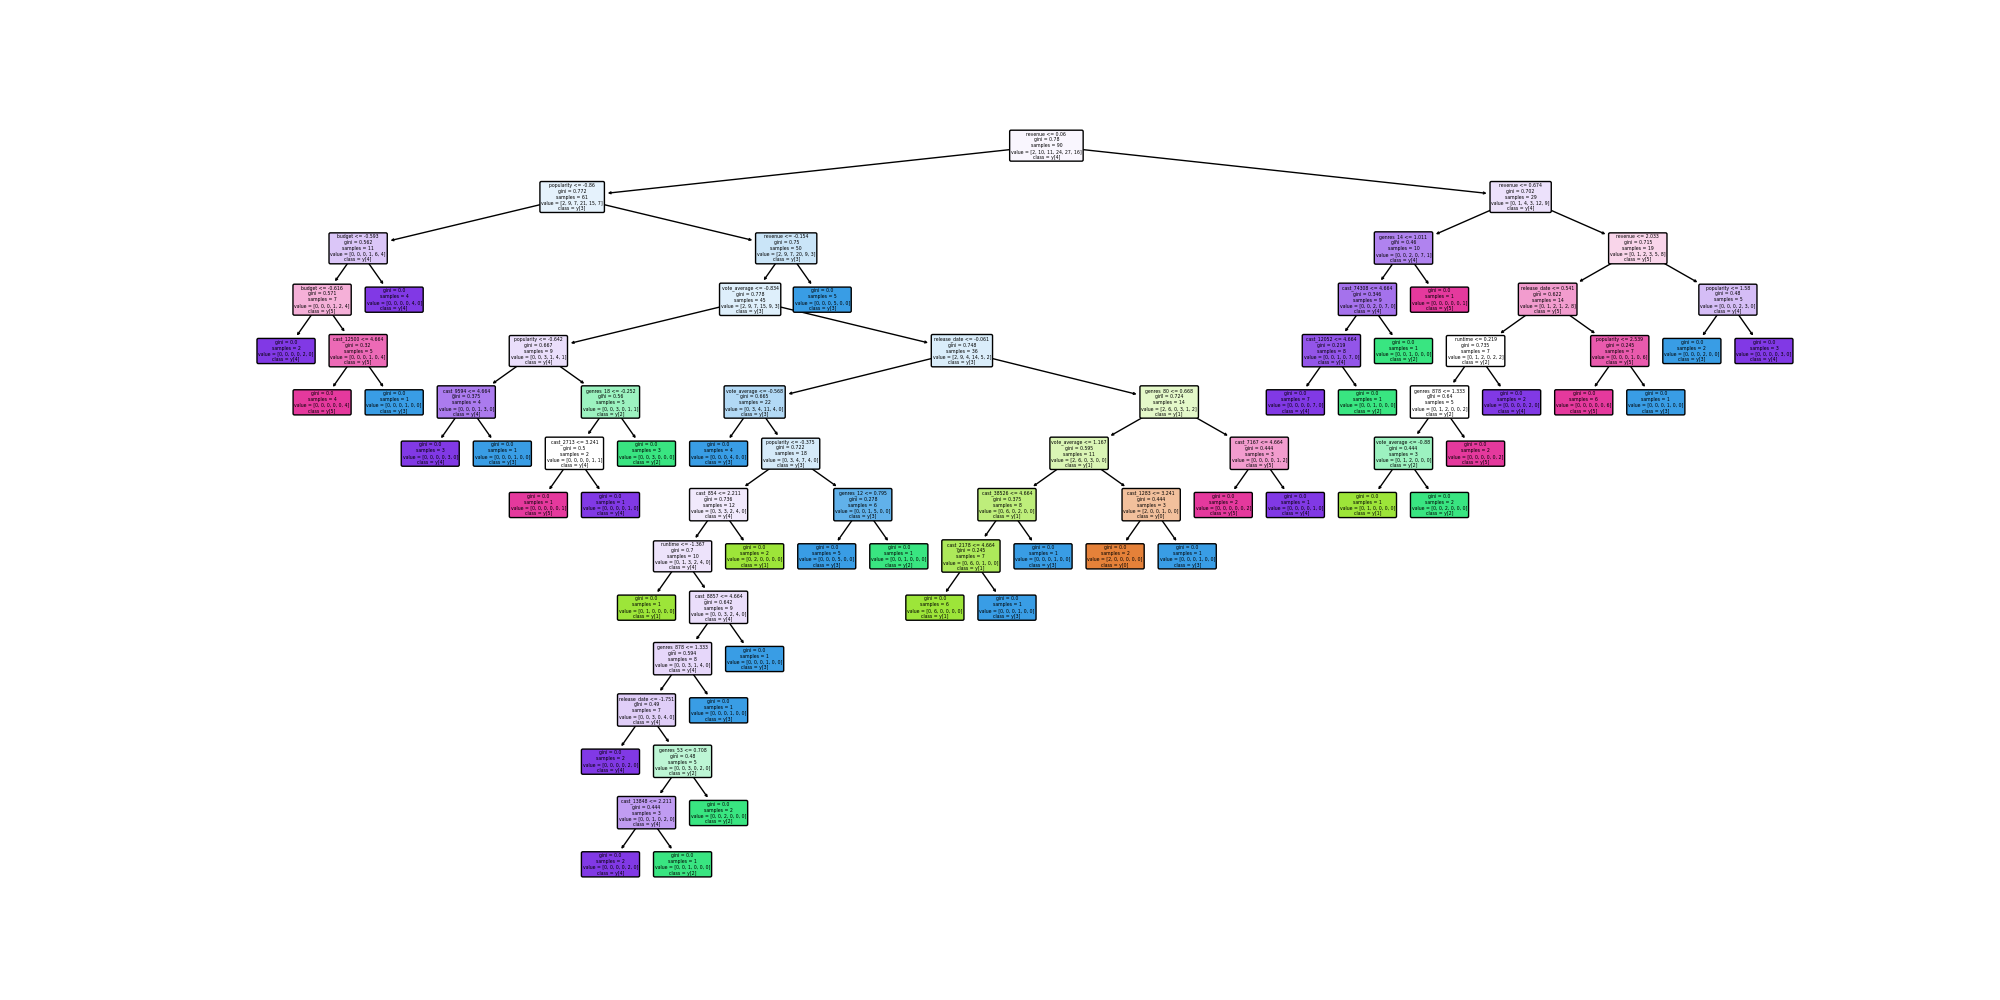 revenue <= 0.06
gini = 0.78
samples = 90
value = [2, 10, 11, 24, 27, 16]
class = y[4]
popularity <= -0.86
gini = 0.772
samples = 61
value = [2, 9, 7, 21, 15, 7]
class = y[3]
revenue <= 0.674
gini = 0.702
samples = 29
value = [0, 1, 4, 3, 12, 9]
class = y[4]
budget <= -0.593
gini = 0.562
samples = 11
value = [0, 0, 0, 1, 6, 4]
class = y[4]
revenue <= -0.154
gini = 0.75
samples = 50
value = [2, 9, 7, 20, 9, 3]
class = y[3]
genres_14 <= 1.011
gini = 0.46
samples = 10
value = [0, 0, 2, 0, 7, 1]
class = y[4]
revenue <= 2.033
gini = 0.715
samples = 19
value = [0, 1, 2, 3, 5, 8]
class = y[5]
budget <= -0.616
gini = 0.571
samples = 7
value = [0, 0, 0, 1, 2, 4]
class = y[5]
gini = 0.0
samples = 4
value = [0, 0, 0, 0, 4, 0]
class = y[4]
vote_average <= -0.834
gini = 0.778
samples = 45
value = [2, 9, 7, 15, 9, 3]
class = y[3]
gini = 0.0
samples = 5
value = [0, 0, 0, 5, 0, 0]
class = y[3]
cast_74308 <= 4.664
gini = 0.346
samples = 9
value = [0, 0, 2, 0, 7, 0]
class = y[4]
gini = 0.0
samples = 1
value = [0, 0, 0, 0, 0, 1]
class = y[5]
release_date <= 0.541
gini = 0.622
samples = 14
value = [0, 1, 2, 1, 2, 8]
class = y[5]
popularity <= 1.58
gini = 0.48
samples = 5
value = [0, 0, 0, 2, 3, 0]
class = y[4]
gini = 0.0
samples = 2
value = [0, 0, 0, 0, 2, 0]
class = y[4]
cast_12500 <= 4.664
gini = 0.32
samples = 5
value = [0, 0, 0, 1, 0, 4]
class = y[5]
popularity <= -0.642
gini = 0.667
samples = 9
value = [0, 0, 3, 1, 4, 1]
class = y[4]
release_date <= -0.061
gini = 0.748
samples = 36
value = [2, 9, 4, 14, 5, 2]
class = y[3]
cast_12052 <= 4.664
gini = 0.219
samples = 8
value = [0, 0, 1, 0, 7, 0]
class = y[4]
gini = 0.0
samples = 1
value = [0, 0, 1, 0, 0, 0]
class = y[2]
runtime <= 0.219
gini = 0.735
samples = 7
value = [0, 1, 2, 0, 2, 2]
class = y[2]
popularity <= 2.539
gini = 0.245
samples = 7
value = [0, 0, 0, 1, 0, 6]
class = y[5]
gini = 0.0
samples = 2
value = [0, 0, 0, 2, 0, 0]
class = y[3]
gini = 0.0
samples = 3
value = [0, 0, 0, 0, 3, 0]
class = y[4]
gini = 0.0
samples = 4
value = [0, 0, 0, 0, 0, 4]
class = y[5]
gini = 0.0
samples = 1
value = [0, 0, 0, 1, 0, 0]
class = y[3]
cast_9594 <= 4.664
gini = 0.375
samples = 4
value = [0, 0, 0, 1, 3, 0]
class = y[4]
genres_18 <= -0.252
gini = 0.56
samples = 5
value = [0, 0, 3, 0, 1, 1]
class = y[2]
vote_average <= -0.568
gini = 0.665
samples = 22
value = [0, 3, 4, 11, 4, 0]
class = y[3]
genres_80 <= 0.668
gini = 0.724
samples = 14
value = [2, 6, 0, 3, 1, 2]
class = y[1]
gini = 0.0
samples = 7
value = [0, 0, 0, 0, 7, 0]
class = y[4]
gini = 0.0
samples = 1
value = [0, 0, 1, 0, 0, 0]
class = y[2]
genres_878 <= 1.333
gini = 0.64
samples = 5
value = [0, 1, 2, 0, 0, 2]
class = y[2]
gini = 0.0
samples = 2
value = [0, 0, 0, 0, 2, 0]
class = y[4]
gini = 0.0
samples = 6
value = [0, 0, 0, 0, 0, 6]
class = y[5]
gini = 0.0
samples = 1
value = [0, 0, 0, 1, 0, 0]
class = y[3]
gini = 0.0
samples = 3
value = [0, 0, 0, 0, 3, 0]
class = y[4]
gini = 0.0
samples = 1
value = [0, 0, 0, 1, 0, 0]
class = y[3]
cast_2713 <= 3.241
gini = 0.5
samples = 2
value = [0, 0, 0, 0, 1, 1]
class = y[4]
gini = 0.0
samples = 3
value = [0, 0, 3, 0, 0, 0]
class = y[2]
gini = 0.0
samples = 4
value = [0, 0, 0, 4, 0, 0]
class = y[3]
popularity <= -0.375
gini = 0.722
samples = 18
value = [0, 3, 4, 7, 4, 0]
class = y[3]
vote_average <= 1.167
gini = 0.595
samples = 11
value = [2, 6, 0, 3, 0, 0]
class = y[1]
cast_7167 <= 4.664
gini = 0.444
samples = 3
value = [0, 0, 0, 0, 1, 2]
class = y[5]
vote_average <= -0.88
gini = 0.444
samples = 3
value = [0, 1, 2, 0, 0, 0]
class = y[2]
gini = 0.0
samples = 2
value = [0, 0, 0, 0, 0, 2]
class = y[5]
gini = 0.0
samples = 1
value = [0, 0, 0, 0, 0, 1]
class = y[5]
gini = 0.0
samples = 1
value = [0, 0, 0, 0, 1, 0]
class = y[4]
cast_854 <= 2.211
gini = 0.736
samples = 12
value = [0, 3, 3, 2, 4, 0]
class = y[4]
genres_12 <= 0.795
gini = 0.278
samples = 6
value = [0, 0, 1, 5, 0, 0]
class = y[3]
cast_38526 <= 4.664
gini = 0.375
samples = 8
value = [0, 6, 0, 2, 0, 0]
class = y[1]
cast_1283 <= 3.241
gini = 0.444
samples = 3
value = [2, 0, 0, 1, 0, 0]
class = y[0]
gini = 0.0
samples = 2
value = [0, 0, 0, 0, 0, 2]
class = y[5]
gini = 0.0
samples = 1
value = [0, 0, 0, 0, 1, 0]
class = y[4]
gini = 0.0
samples = 1
value = [0, 1, 0, 0, 0, 0]
class = y[1]
gini = 0.0
samples = 2
value = [0, 0, 2, 0, 0, 0]
class = y[2]
runtime <= -1.367
gini = 0.7
samples = 10
value = [0, 1, 3, 2, 4, 0]
class = y[4]
gini = 0.0
samples = 2
value = [0, 2, 0, 0, 0, 0]
class = y[1]
gini = 0.0
samples = 5
value = [0, 0, 0, 5, 0, 0]
class = y[3]
gini = 0.0
samples = 1
value = [0, 0, 1, 0, 0, 0]
class = y[2]
cast_2178 <= 4.664
gini = 0.245
samples = 7
value = [0, 6, 0, 1, 0, 0]
class = y[1]
gini = 0.0
samples = 1
value = [0, 0, 0, 1, 0, 0]
class = y[3]
gini = 0.0
samples = 2
value = [2, 0, 0, 0, 0, 0]
class = y[0]
gini = 0.0
samples = 1
value = [0, 0, 0, 1, 0, 0]
class = y[3]
gini = 0.0
samples = 1
value = [0, 1, 0, 0, 0, 0]
class = y[1]
cast_8857 <= 4.664
gini = 0.642
samples = 9
value = [0, 0, 3, 2, 4, 0]
class = y[4]
gini = 0.0
samples = 6
value = [0, 6, 0, 0, 0, 0]
class = y[1]
gini = 0.0
samples = 1
value = [0, 0, 0, 1, 0, 0]
class = y[3]
genres_878 <= 1.333
gini = 0.594
samples = 8
value = [0, 0, 3, 1, 4, 0]
class = y[4]
gini = 0.0
samples = 1
value = [0, 0, 0, 1, 0, 0]
class = y[3]
release_date <= -1.751
gini = 0.49
samples = 7
value = [0, 0, 3, 0, 4, 0]
class = y[4]
gini = 0.0
samples = 1
value = [0, 0, 0, 1, 0, 0]
class = y[3]
gini = 0.0
samples = 2
value = [0, 0, 0, 0, 2, 0]
class = y[4]
genres_53 <= 0.708
gini = 0.48
samples = 5
value = [0, 0, 3, 0, 2, 0]
class = y[2]
cast_13848 <= 2.211
gini = 0.444
samples = 3
value = [0, 0, 1, 0, 2, 0]
class = y[4]
gini = 0.0
samples = 2
value = [0, 0, 2, 0, 0, 0]
class = y[2]
gini = 0.0
samples = 2
value = [0, 0, 0, 0, 2, 0]
class = y[4]
gini = 0.0
samples = 1
value = [0, 0, 1, 0, 0, 0]
class = y[2]